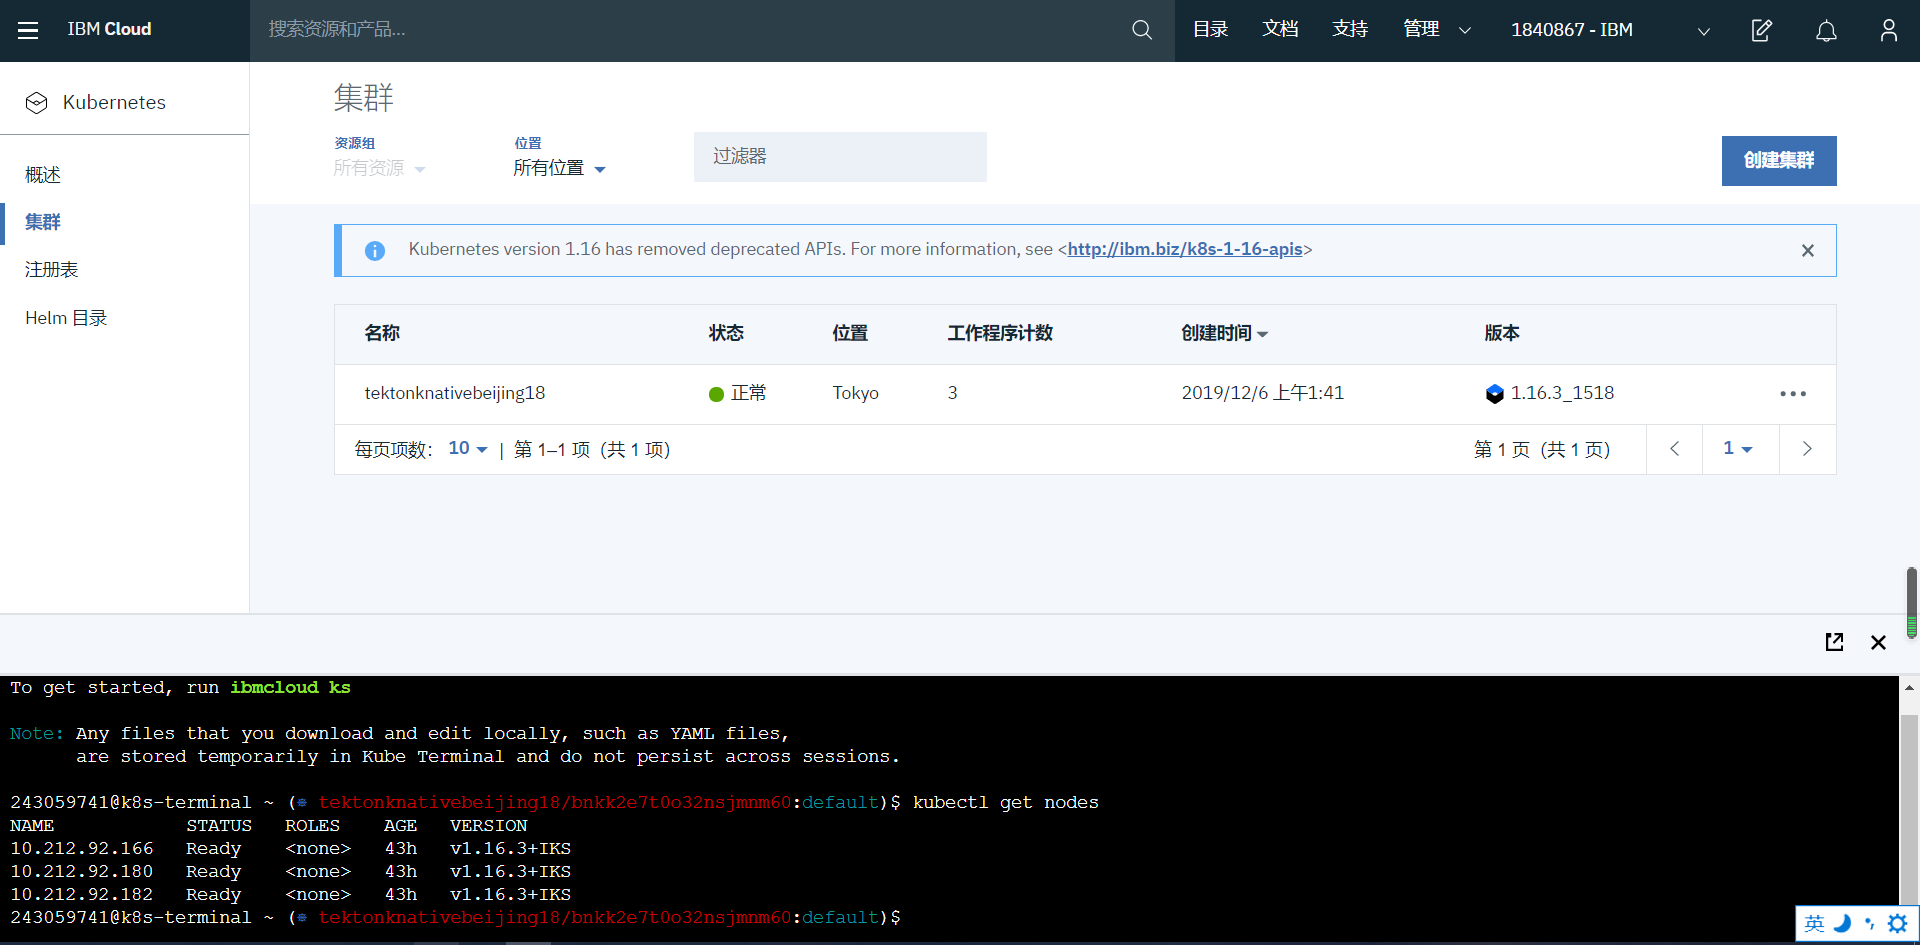 IBM Cloud
搜索资源和产品...
目录 文档 支持 管理 1840867 - IBM
Kubernetes
概述
集群
注册表
Helm 目录
集群
资源组
所有资源
位置
所有位置
过滤器
创建集群
Kubernetes version 1.16 has removed deprecated APIs. For more information, see <http://ibm.biz/k8s-1-16-apis>
名称 状态 位置 工作程序计数 创建时间 版本
tektonknativebeijing18 正常 Tokyo 3 2019/12/6 上午1:41 1.16.3_1518
每页项数: 10 | 第 1–1 项 (共 1 项) 第 1 页 (共 1 页) 1
To get started, run ibmcloud ks
Note: Any files that you download and edit locally, such as YAML files,
are stored temporarily in Kube Terminal and do not persist across sessions.
243059741@k8s-terminal ~ (⎈ tektonknativebeijing18/bnkk2e7t0o32nsjmnm60:default)$ kubectl get nodes
NAME STATUS ROLES AGE VERSION
10.212.92.166 Ready <none> 43h v1.16.3+IKS
10.212.92.180 Ready <none> 43h v1.16.3+IKS
10.212.92.182 Ready <none> 43h v1.16.3+IKS
243059741@k8s-terminal ~ (⎈ tektonknativebeijing18/bnkk2e7t0o32nsjmnm60:default)$
英